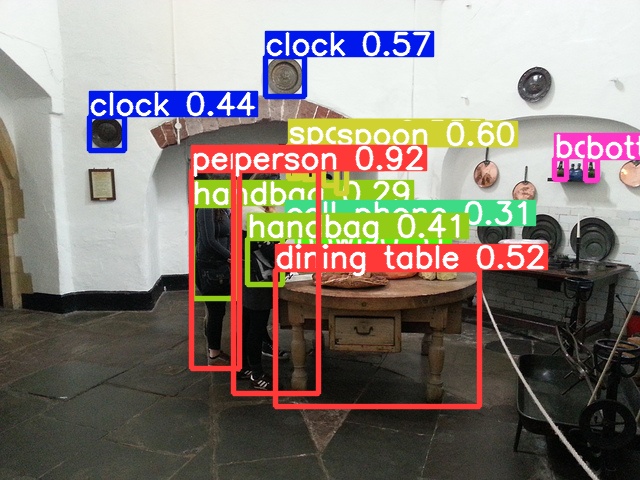 clock 0.57
clock 0.44
spoon 0.60
person 0.92
handbag 0.29
cell phone 0.31
handbag 0.41
dining table 0.52